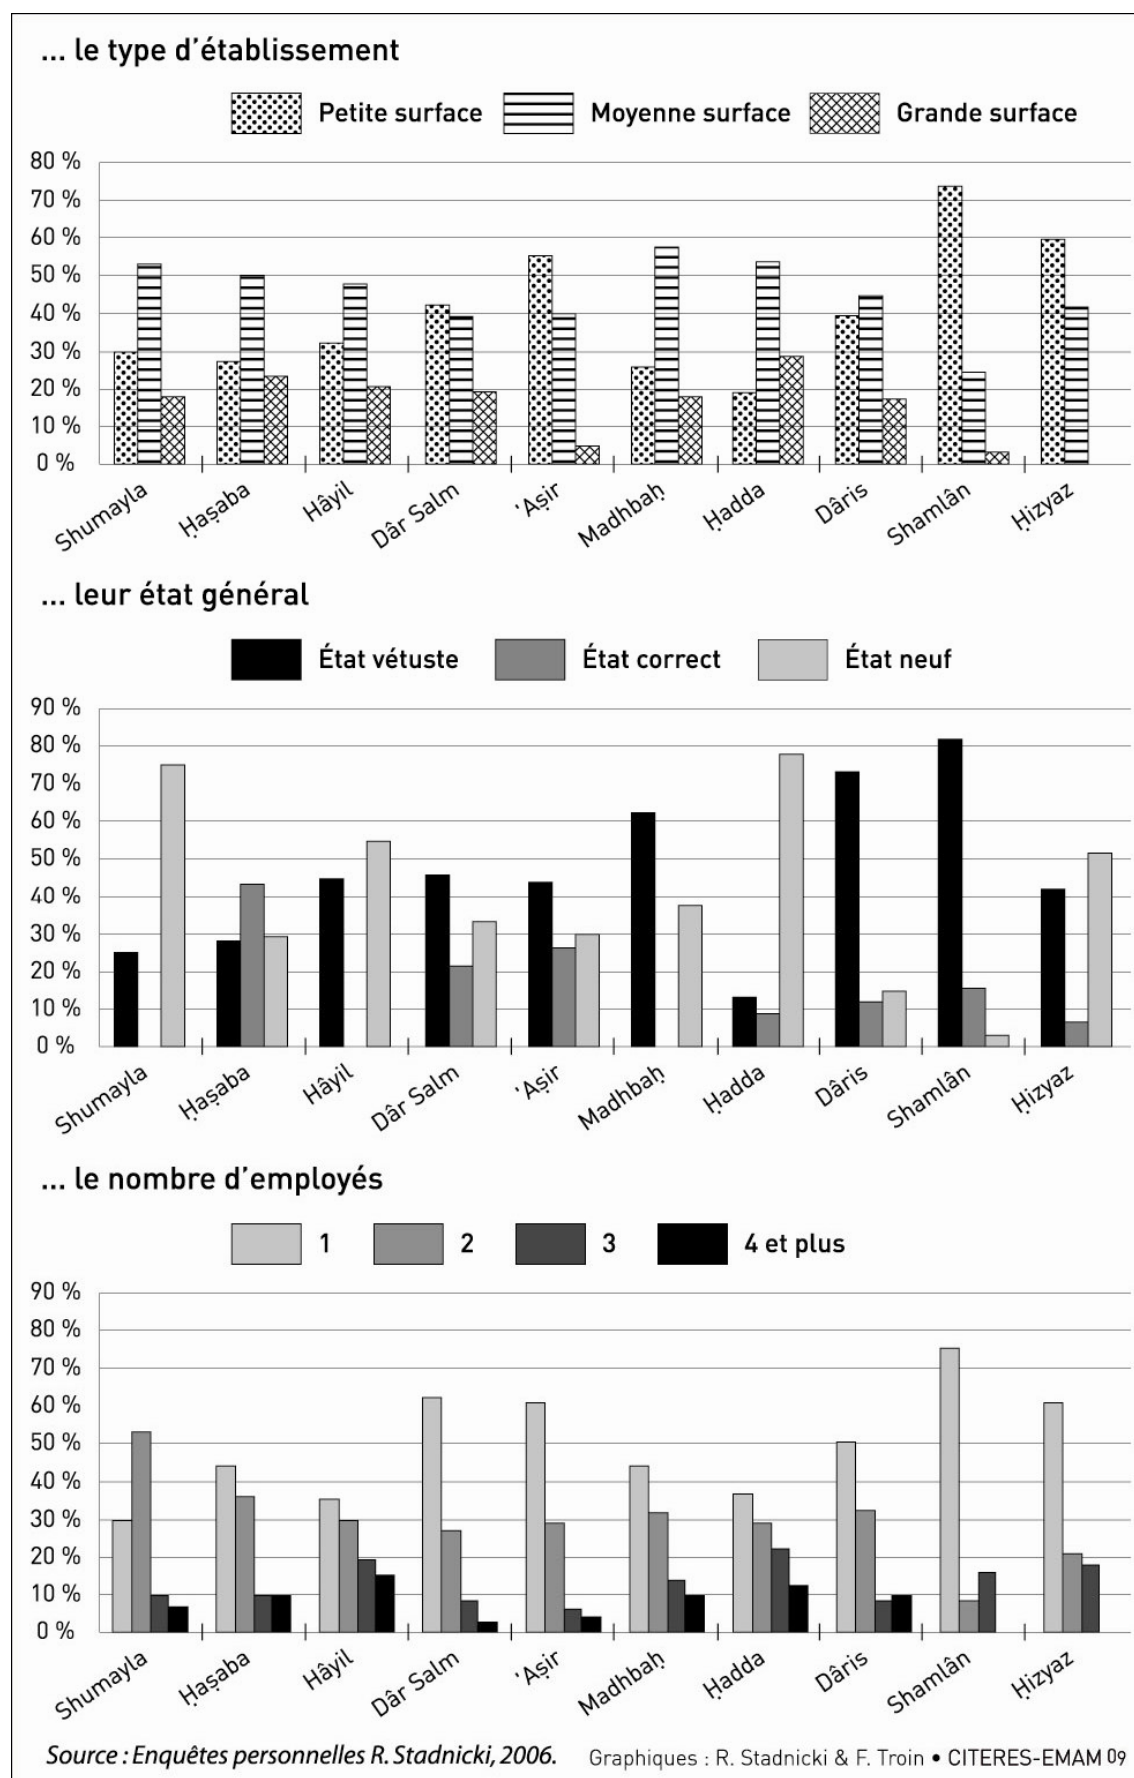 ... le type d'établissement
Petite surface Moyenne surface Grande surface
80 %
70 %
60 %
50 %
40 %
30 %
20 %
10 %
0 %
Shumayla Ḥaṣaba Hâyil Dâr Salm 'Aṣir Madhbaḥ Ḥadda Dâris Shamlân Ḥizyaz
... leur état général
État vétuste État correct État neuf
90 %
80 %
70 %
60 %
50 %
40 %
30 %
20 %
10 %
0 %
Shumayla Ḥaṣaba Hâyil Dâr Salm 'Aṣir Madhbaḥ Ḥadda Dâris Shamlân Ḥizyaz
... le nombre d'employés
1 2 3 4 et plus
90 %
80 %
70 %
60 %
50 %
40 %
30 %
20 %
10 %
0 %
Shumayla Ḥaṣaba Hâyil Dâr Salm 'Aṣir Madhbaḥ Ḥadda Dâris Shamlân Ḥizyaz
Source : Enquêtes personnelles R. Stadnicki, 2006. Graphiques : R. Stadnicki & F. Troin • CITERES-EMAM 09